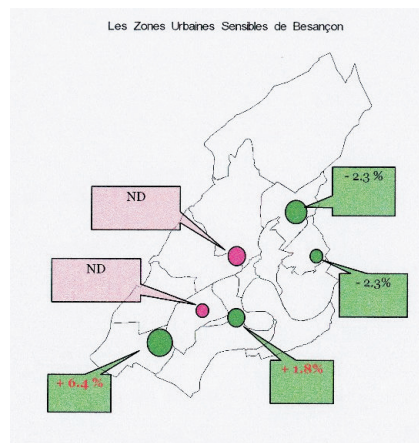 Les Zones Urbaines Sensibles de Besançon
- 2.3 %
ND
ND
- 2.3%
+ 1.8%
+ 6.4 %